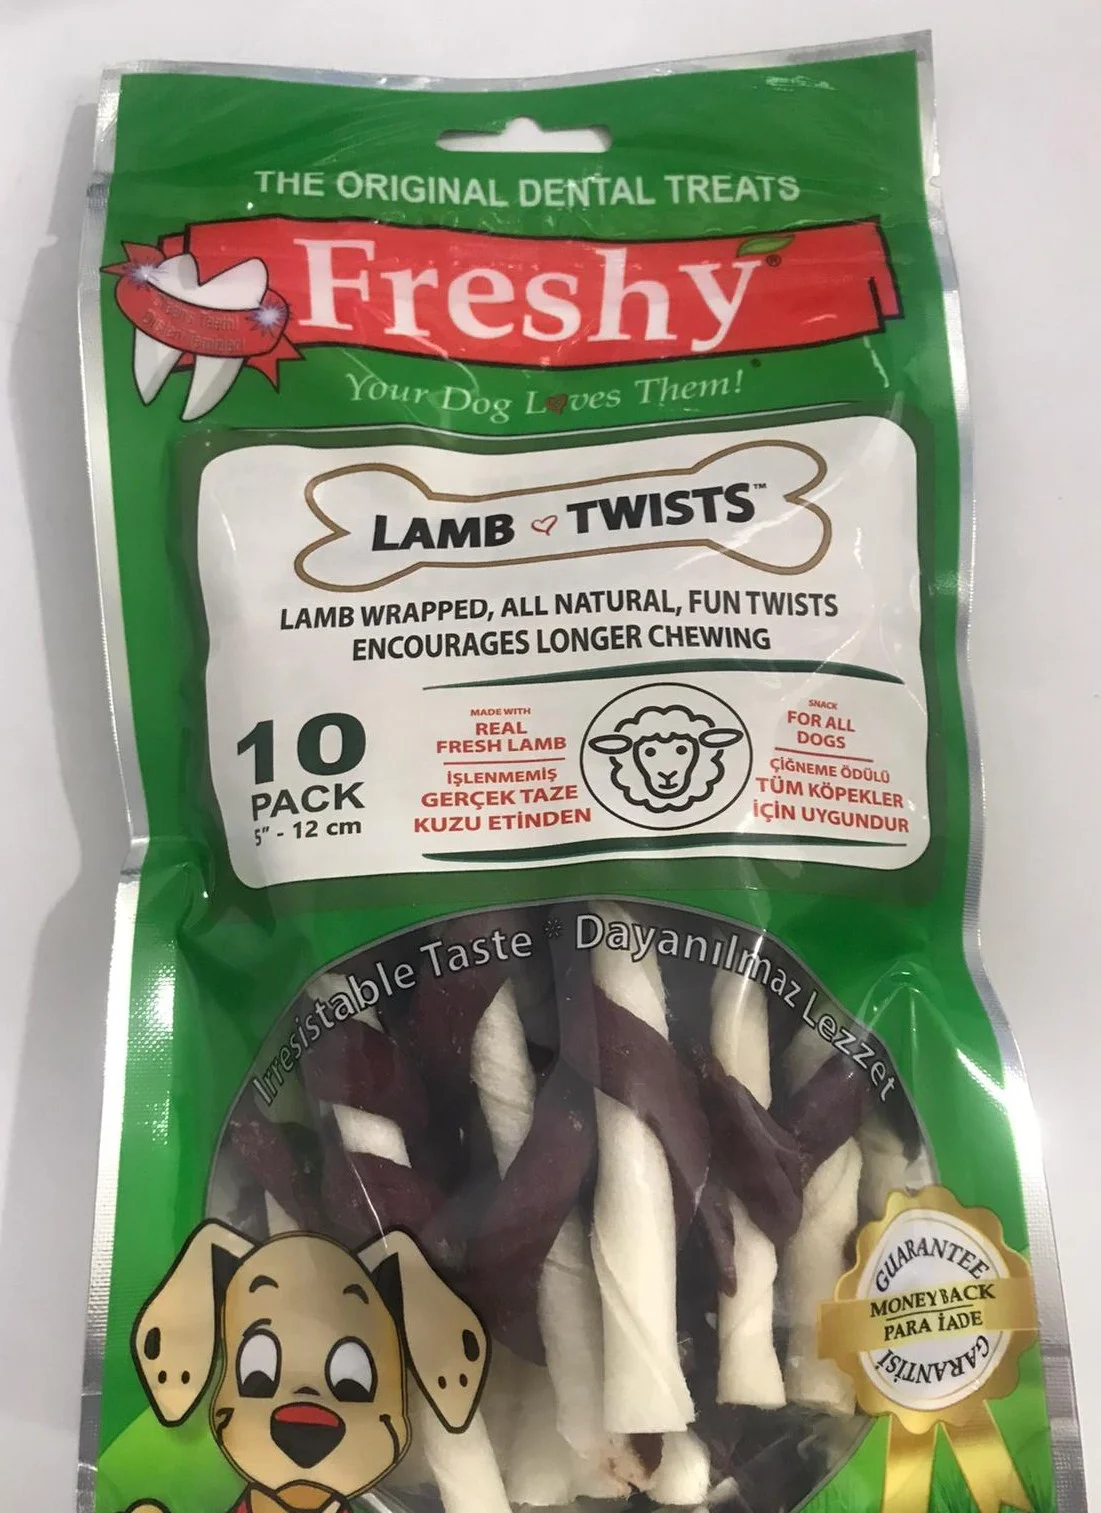 THE ORIGINAL DENTAL TREATS
Freshy®
Your Dog Loves Them!®
LAMB TWISTS™
LAMB WRAPPED, ALL NATURAL, FUN TWISTS
ENCOURAGES LONGER CHEWING
10
PACK
5" - 12 cm
MADE WITH
REAL
FRESH LAMB
İŞLENMEMİŞ
GERÇEK TAZE
KUZU ETİNDEN
SNACK
FOR ALL
DOGS
ÇİĞNEME ÖDÜLÜ
TÜM KÖPEKLER
İÇİN UYGUNDUR
Irresistable Taste * Dayanılmaz Lezzet
GUARANTEE
MONEYBACK
PARA İADE
GARANTİSİ